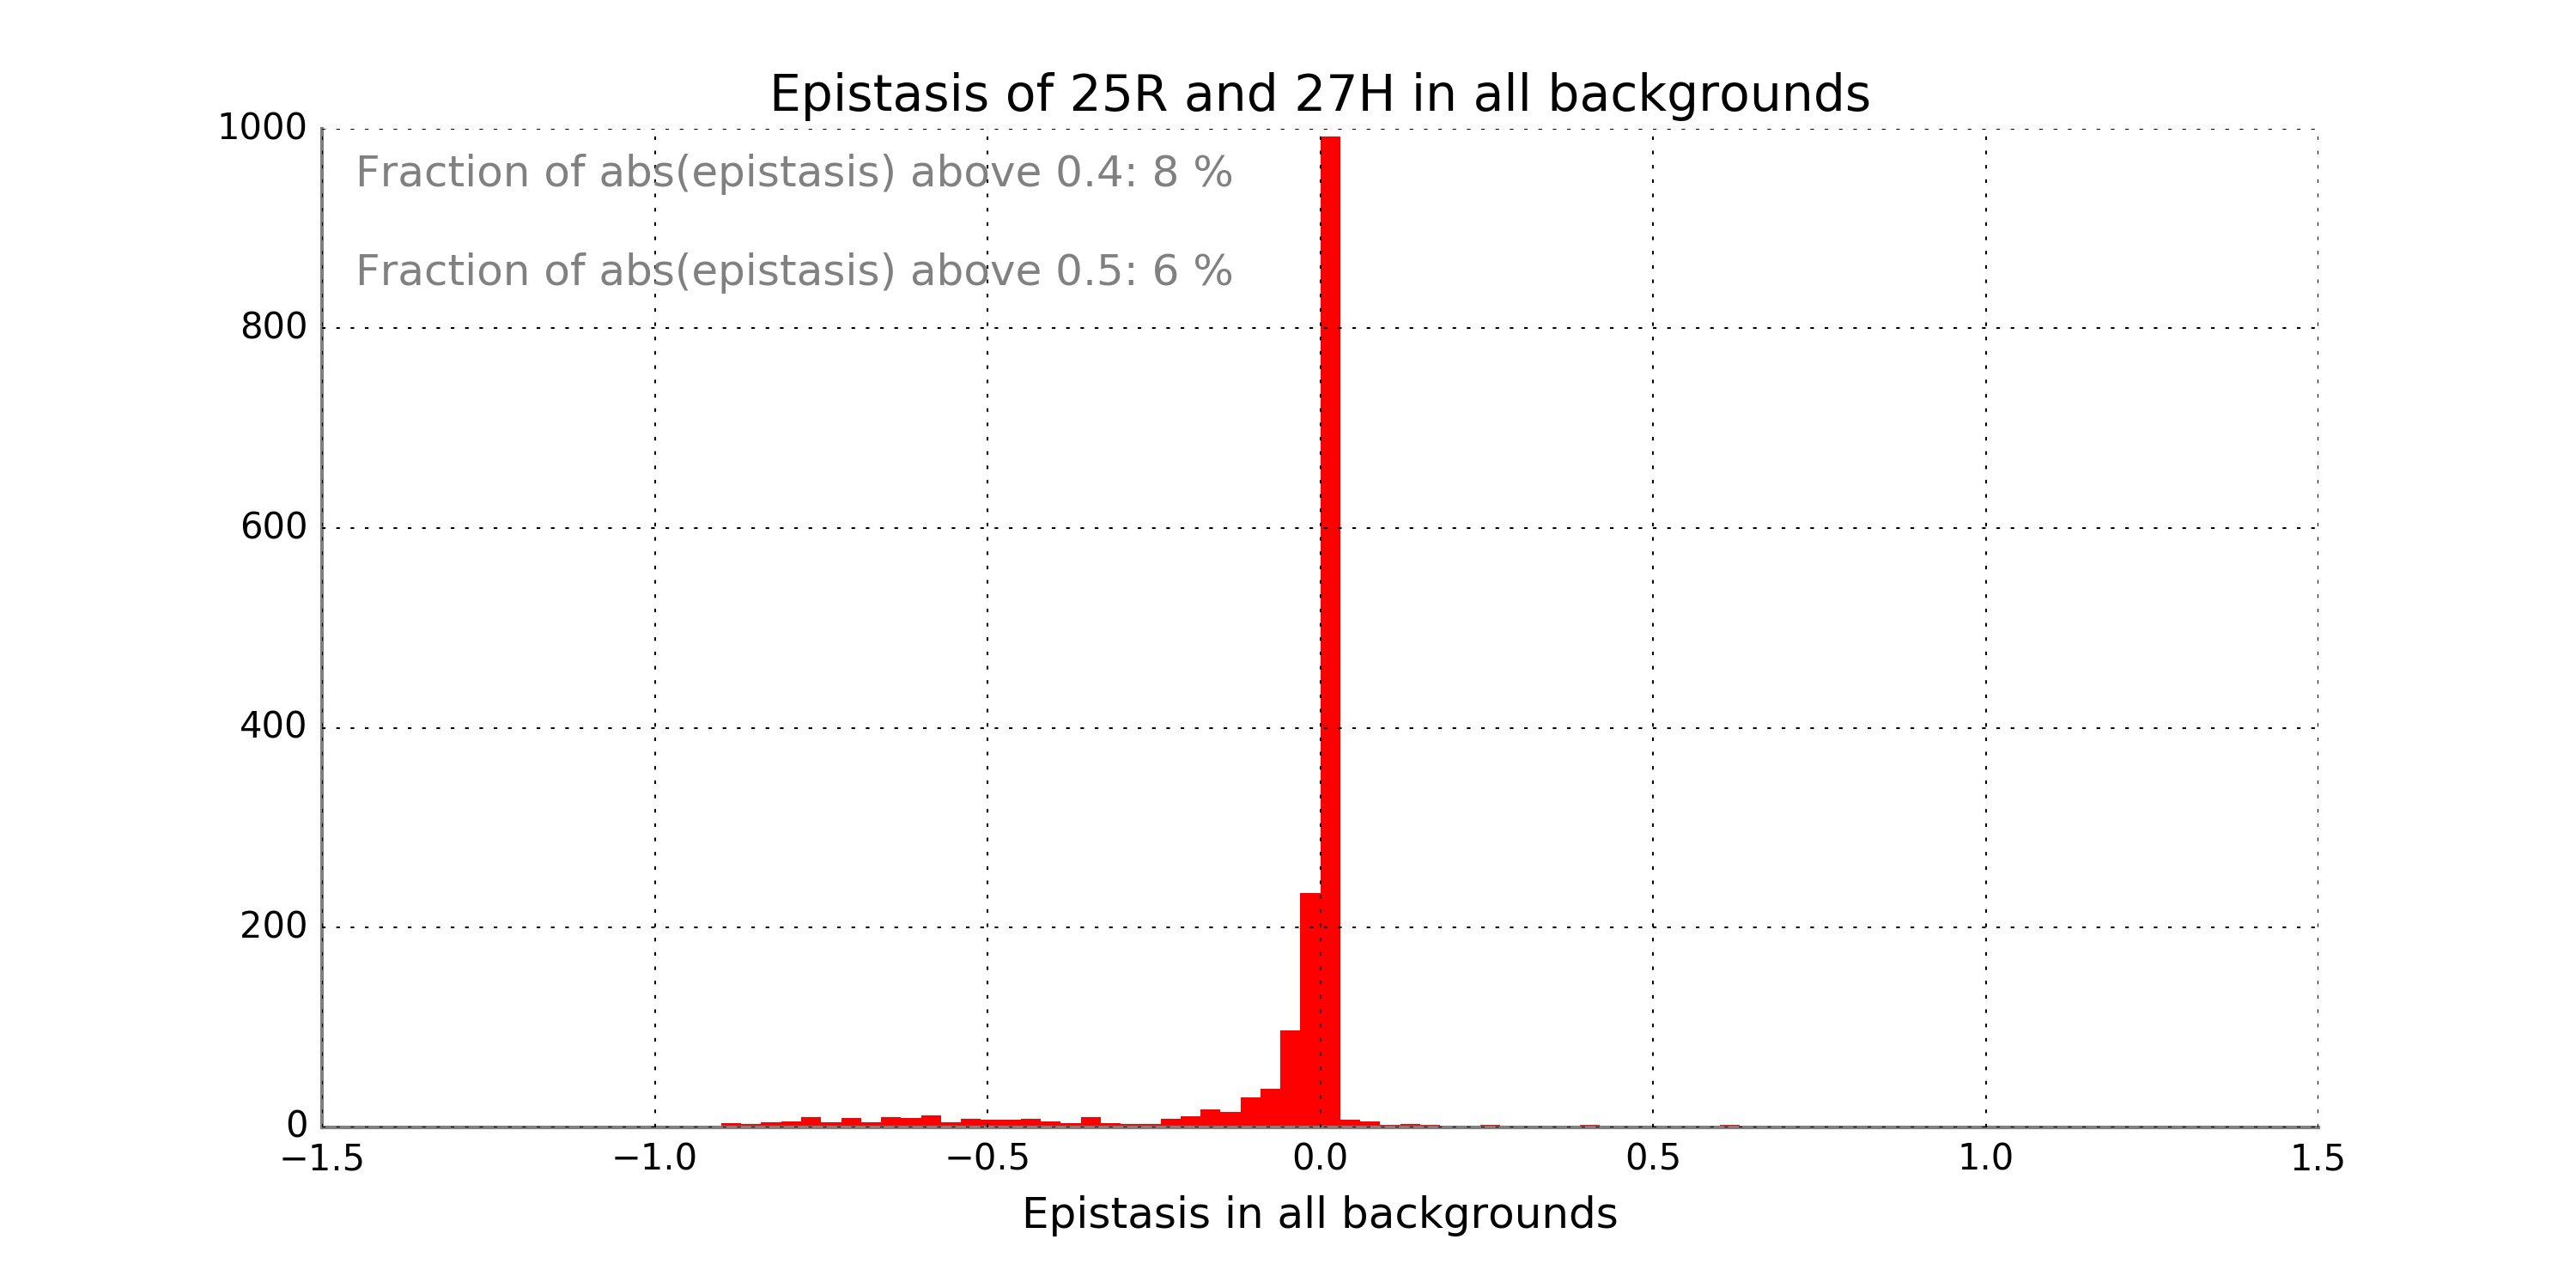 Epistasis of 25R and 27H in all backgrounds
1000
Fraction of abs(epistasis) above 0.4: 8 %
Fraction of abs(epistasis) above 0.5: 6 %
800
600
400
200
0
−1.5 −1.0 −0.5 0.0 0.5 1.0 1.5
Epistasis in all backgrounds